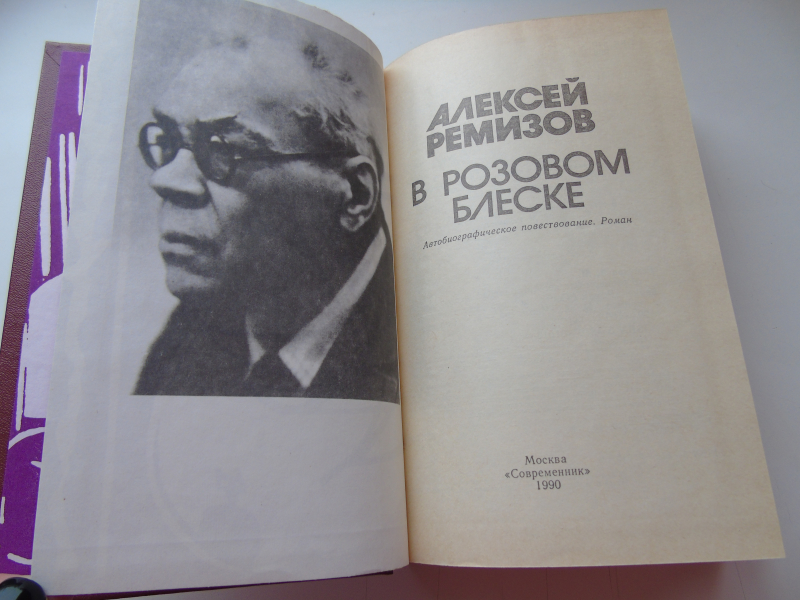 АЛЕКСЕЙ
РЕМИЗОВ
В РОЗОВОМ
БЛЕСКЕ
Автобиографическое повествование. Роман
Москва
«Современник»
1990